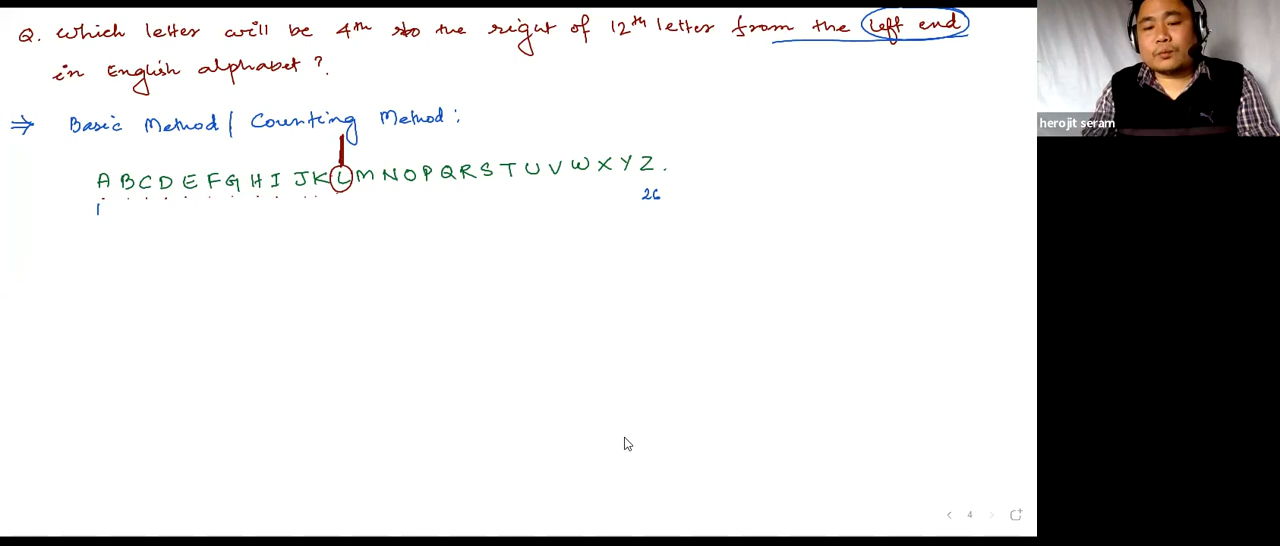 Q. Which letter will be 4th to the right of 12th letter from the left end
in English alphabet ?
⇒ Basic Method / Counting Method :
herojit seram
A B C D E F G H I J K L M N O P Q R S T U V W X Y Z .
1 26
4